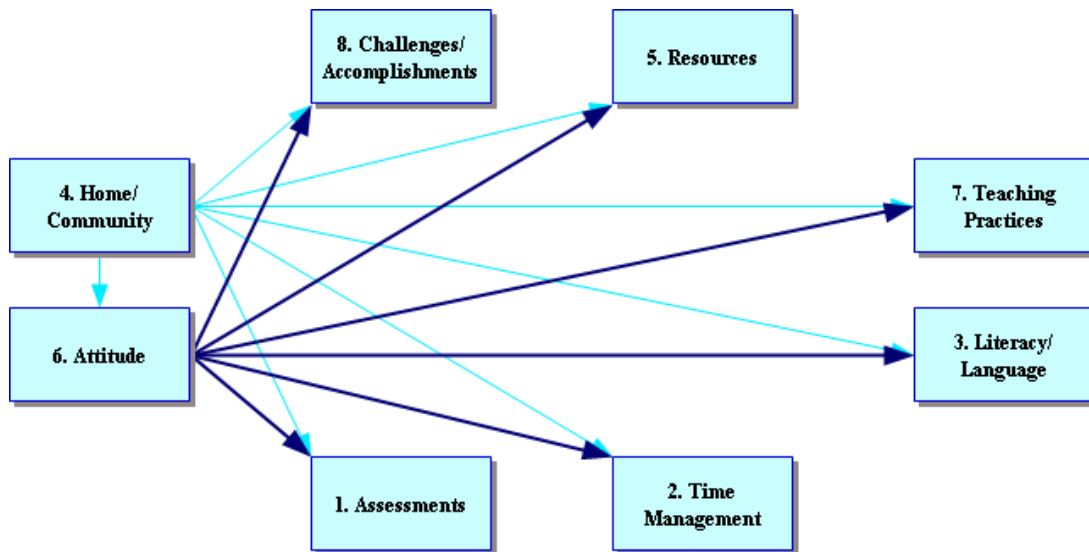 8. Challenges/
Accomplishments
5. Resources
4. Home/
Community
7. Teaching
Practices
6. Attitude
3. Literacy/
Language
1. Assessments
2. Time
Management